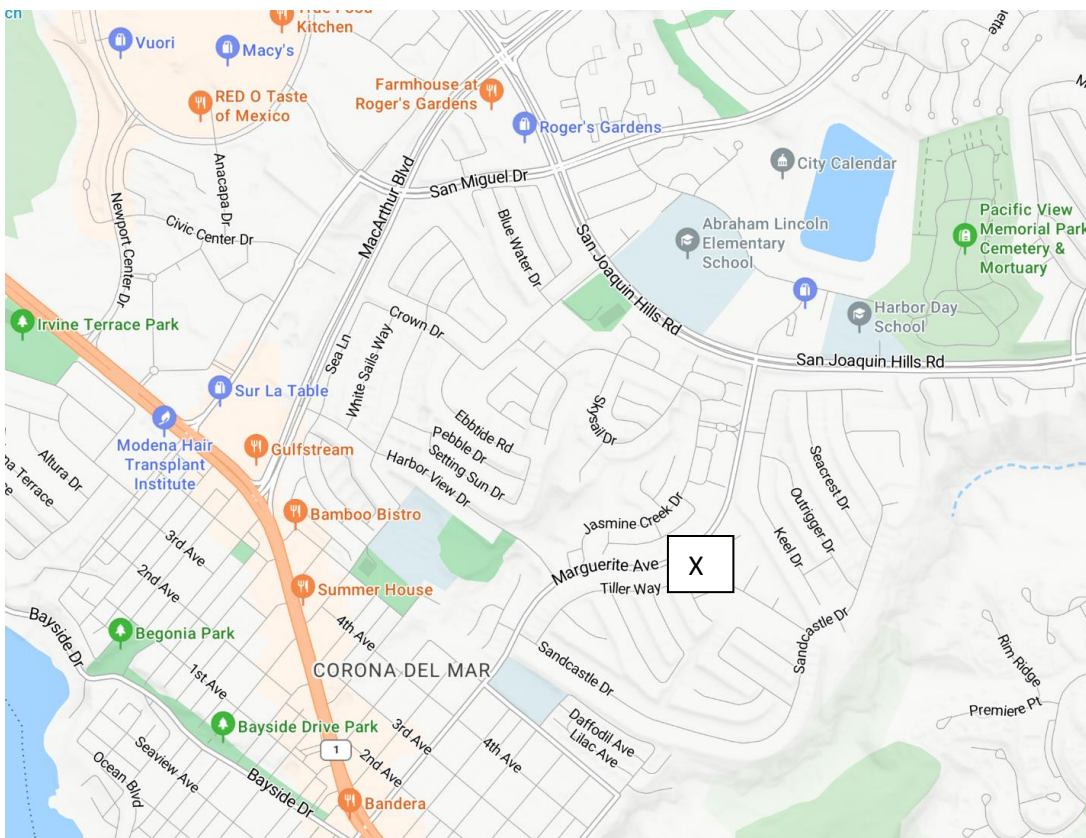 ch
Kitchen
Vuori
Macy's
RED O Taste
of Mexico
Farmhouse at
Roger's Gardens
Roger's Gardens
City Calendar
San Miguel Dr
MacArthur Blvd
Anacapa Dr
Civic Center Dr
Newport Center Dr
Blue Water Dr
San Joaquin Hills Rd
Abraham Lincoln
Elementary
School
Pacific View
Memorial Park
Cemetery &
Mortuary
Harbor Day
School
San Joaquin Hills Rd
Irvine Terrace Park
Crown Dr
Sea Ln
White Sails Way
Sur La Table
Modena Hair
Transplant
Institute
Gulfstream
Ebbtide Rd
Pebble Dr
Setting Sun Dr
Harbor View Dr
Skysail Dr
Seacrest Dr
Outrigger Dr
Keel Dr
Altura Dr
Terrace
Bamboo Bistro
Jasmine Creek Dr
3rd Ave
2nd Ave
Marguerite Ave
X
Tiller Way
Summer House
Bayside Dr
Begonia Park
4th Ave
CORONA DEL MAR
Sandcastle Dr
Sandcastle Dr
Rim Ridge
Premiere Pt
1st Ave
Bayside Drive Park
Daffodil Ave
Lilac Ave
3rd Ave
4th Ave
2nd Ave
1
Seaview Ave
Ocean Blvd
Bayside Dr
Bandera